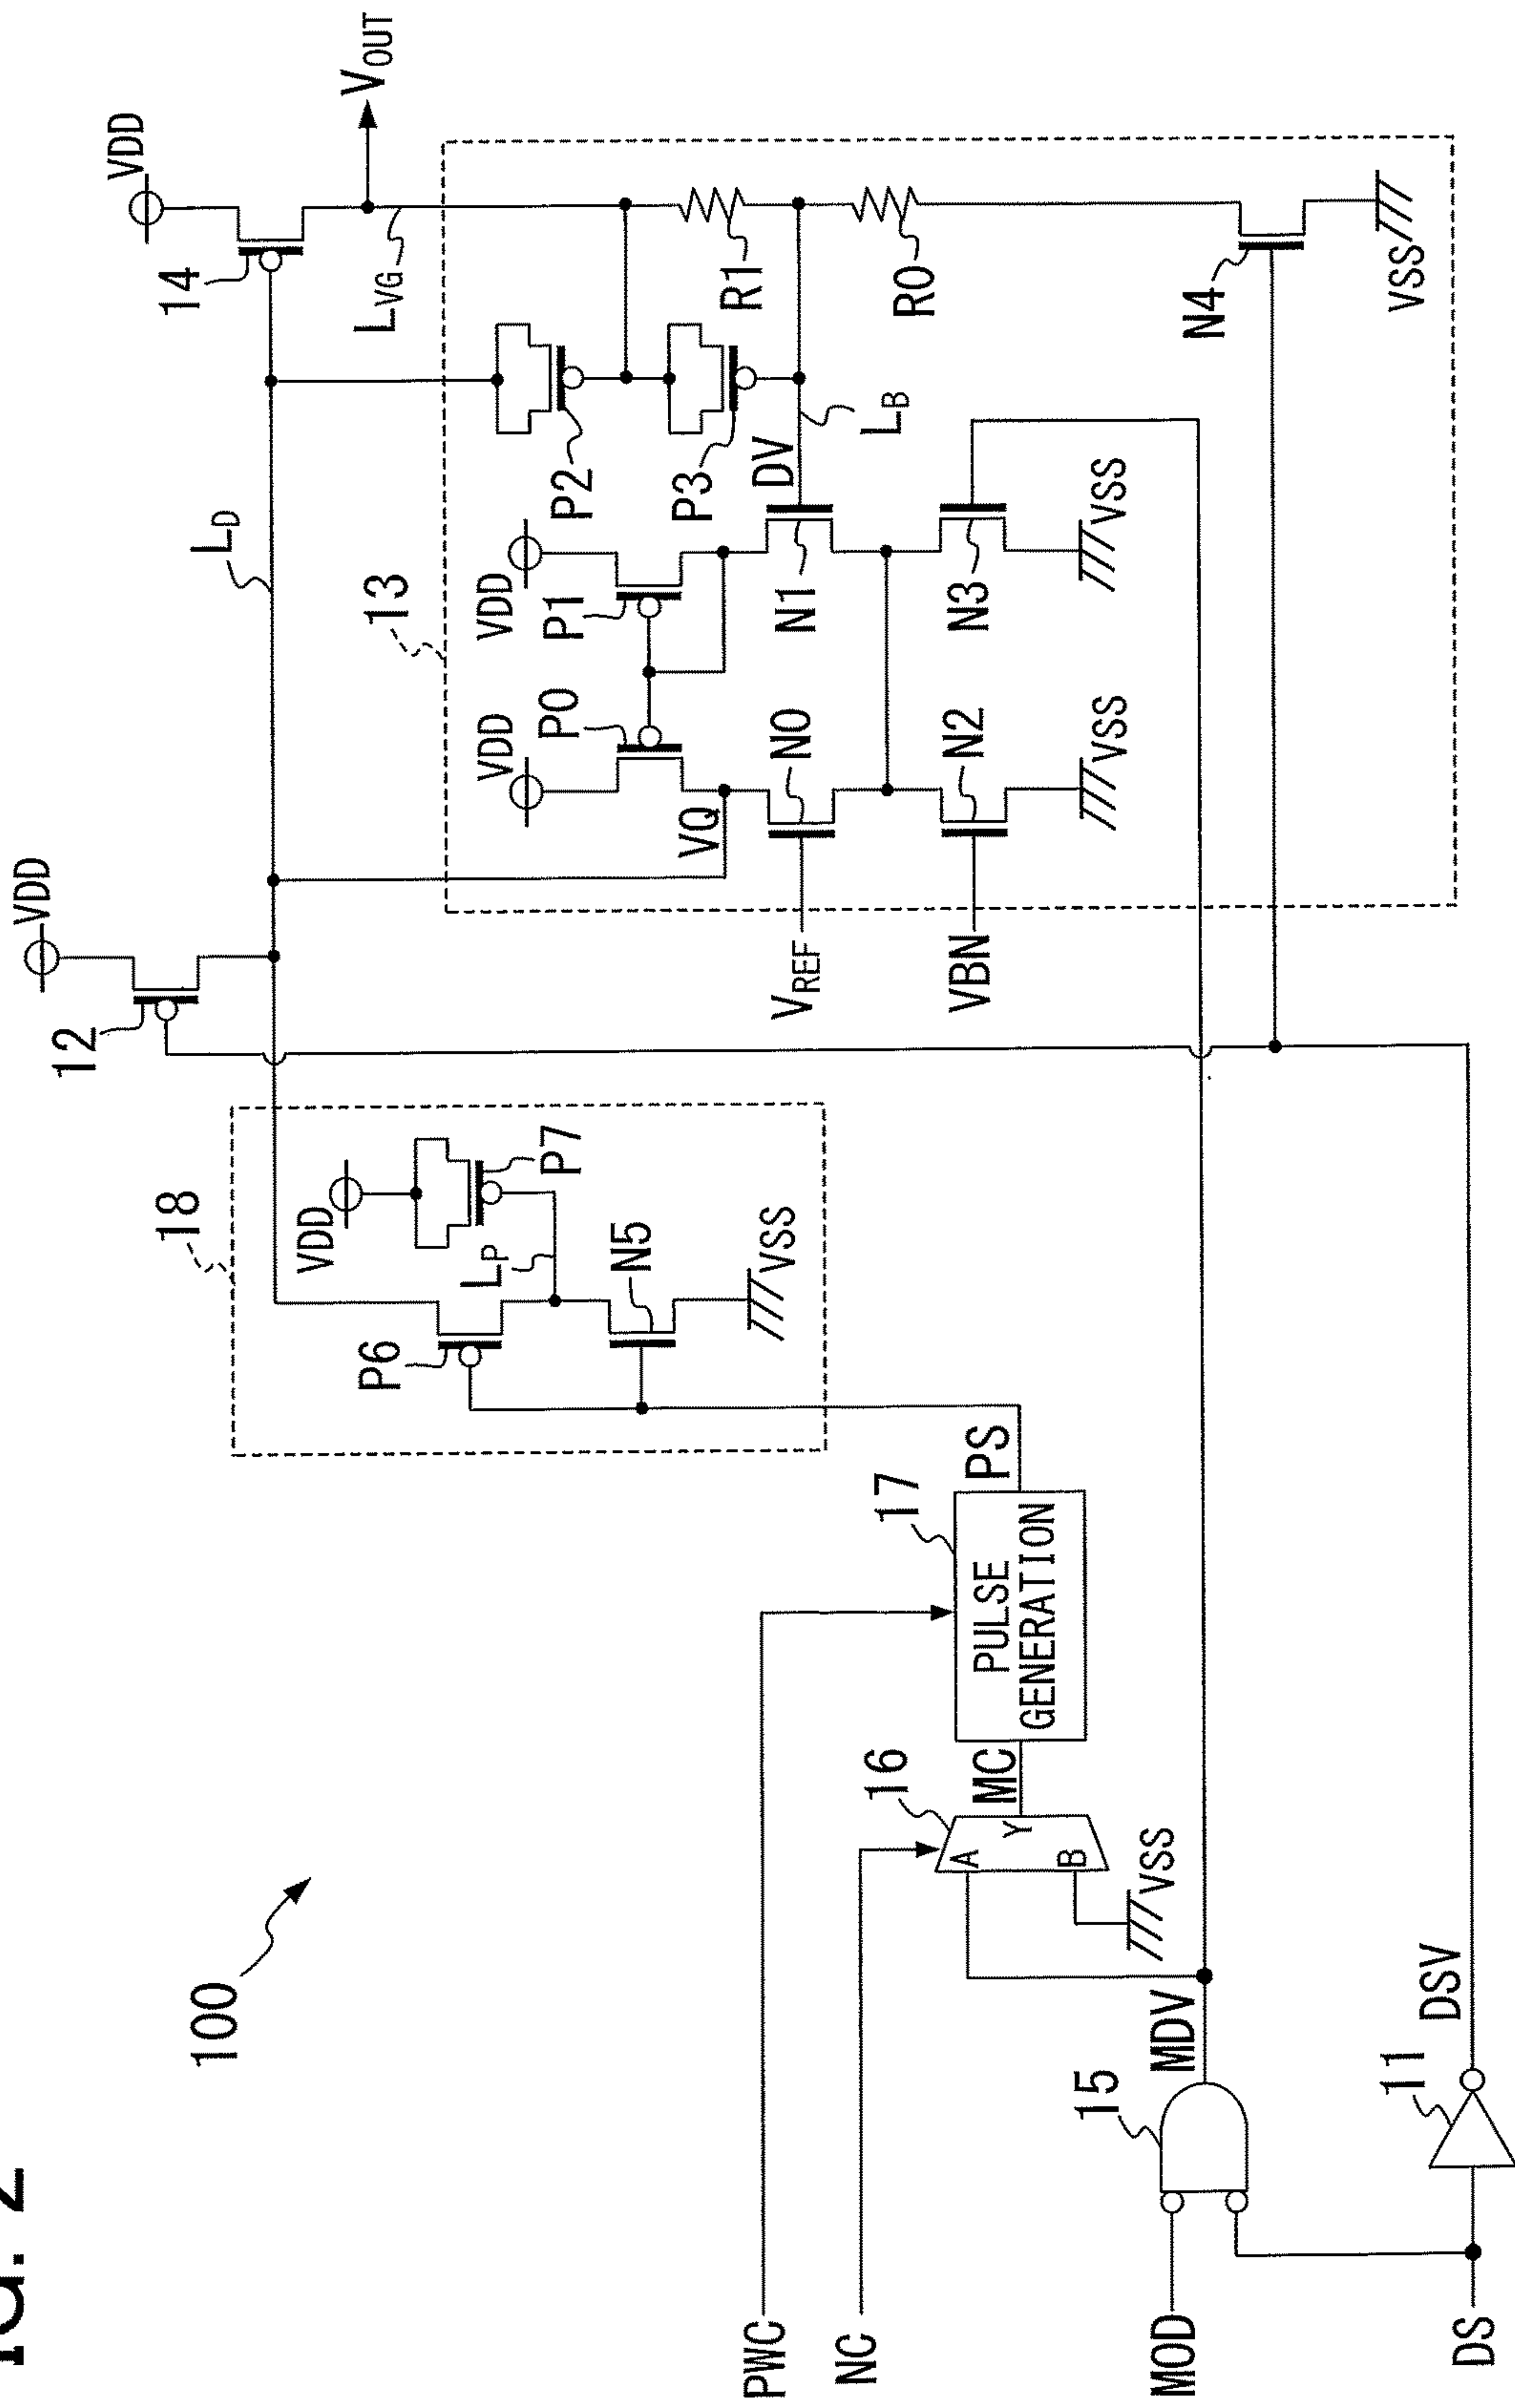 FIG. 2
100
VDD
14
VOUT
LVG
VDD
12
LD
13
18
VDD
P7
LP
P6
N5
VSS
VDD
P0
VDD
P1
P2
P3
R1
R0
VQ
DV
LB
VREF
N0
N1
VBN
N2
N3
VSS
VSS
N4
VSS
PWC
NC
16
A
B
Y
VSS
MC
17
PULSE
GENERATION
PS
MOD
15
MDV
DS
11
DSV